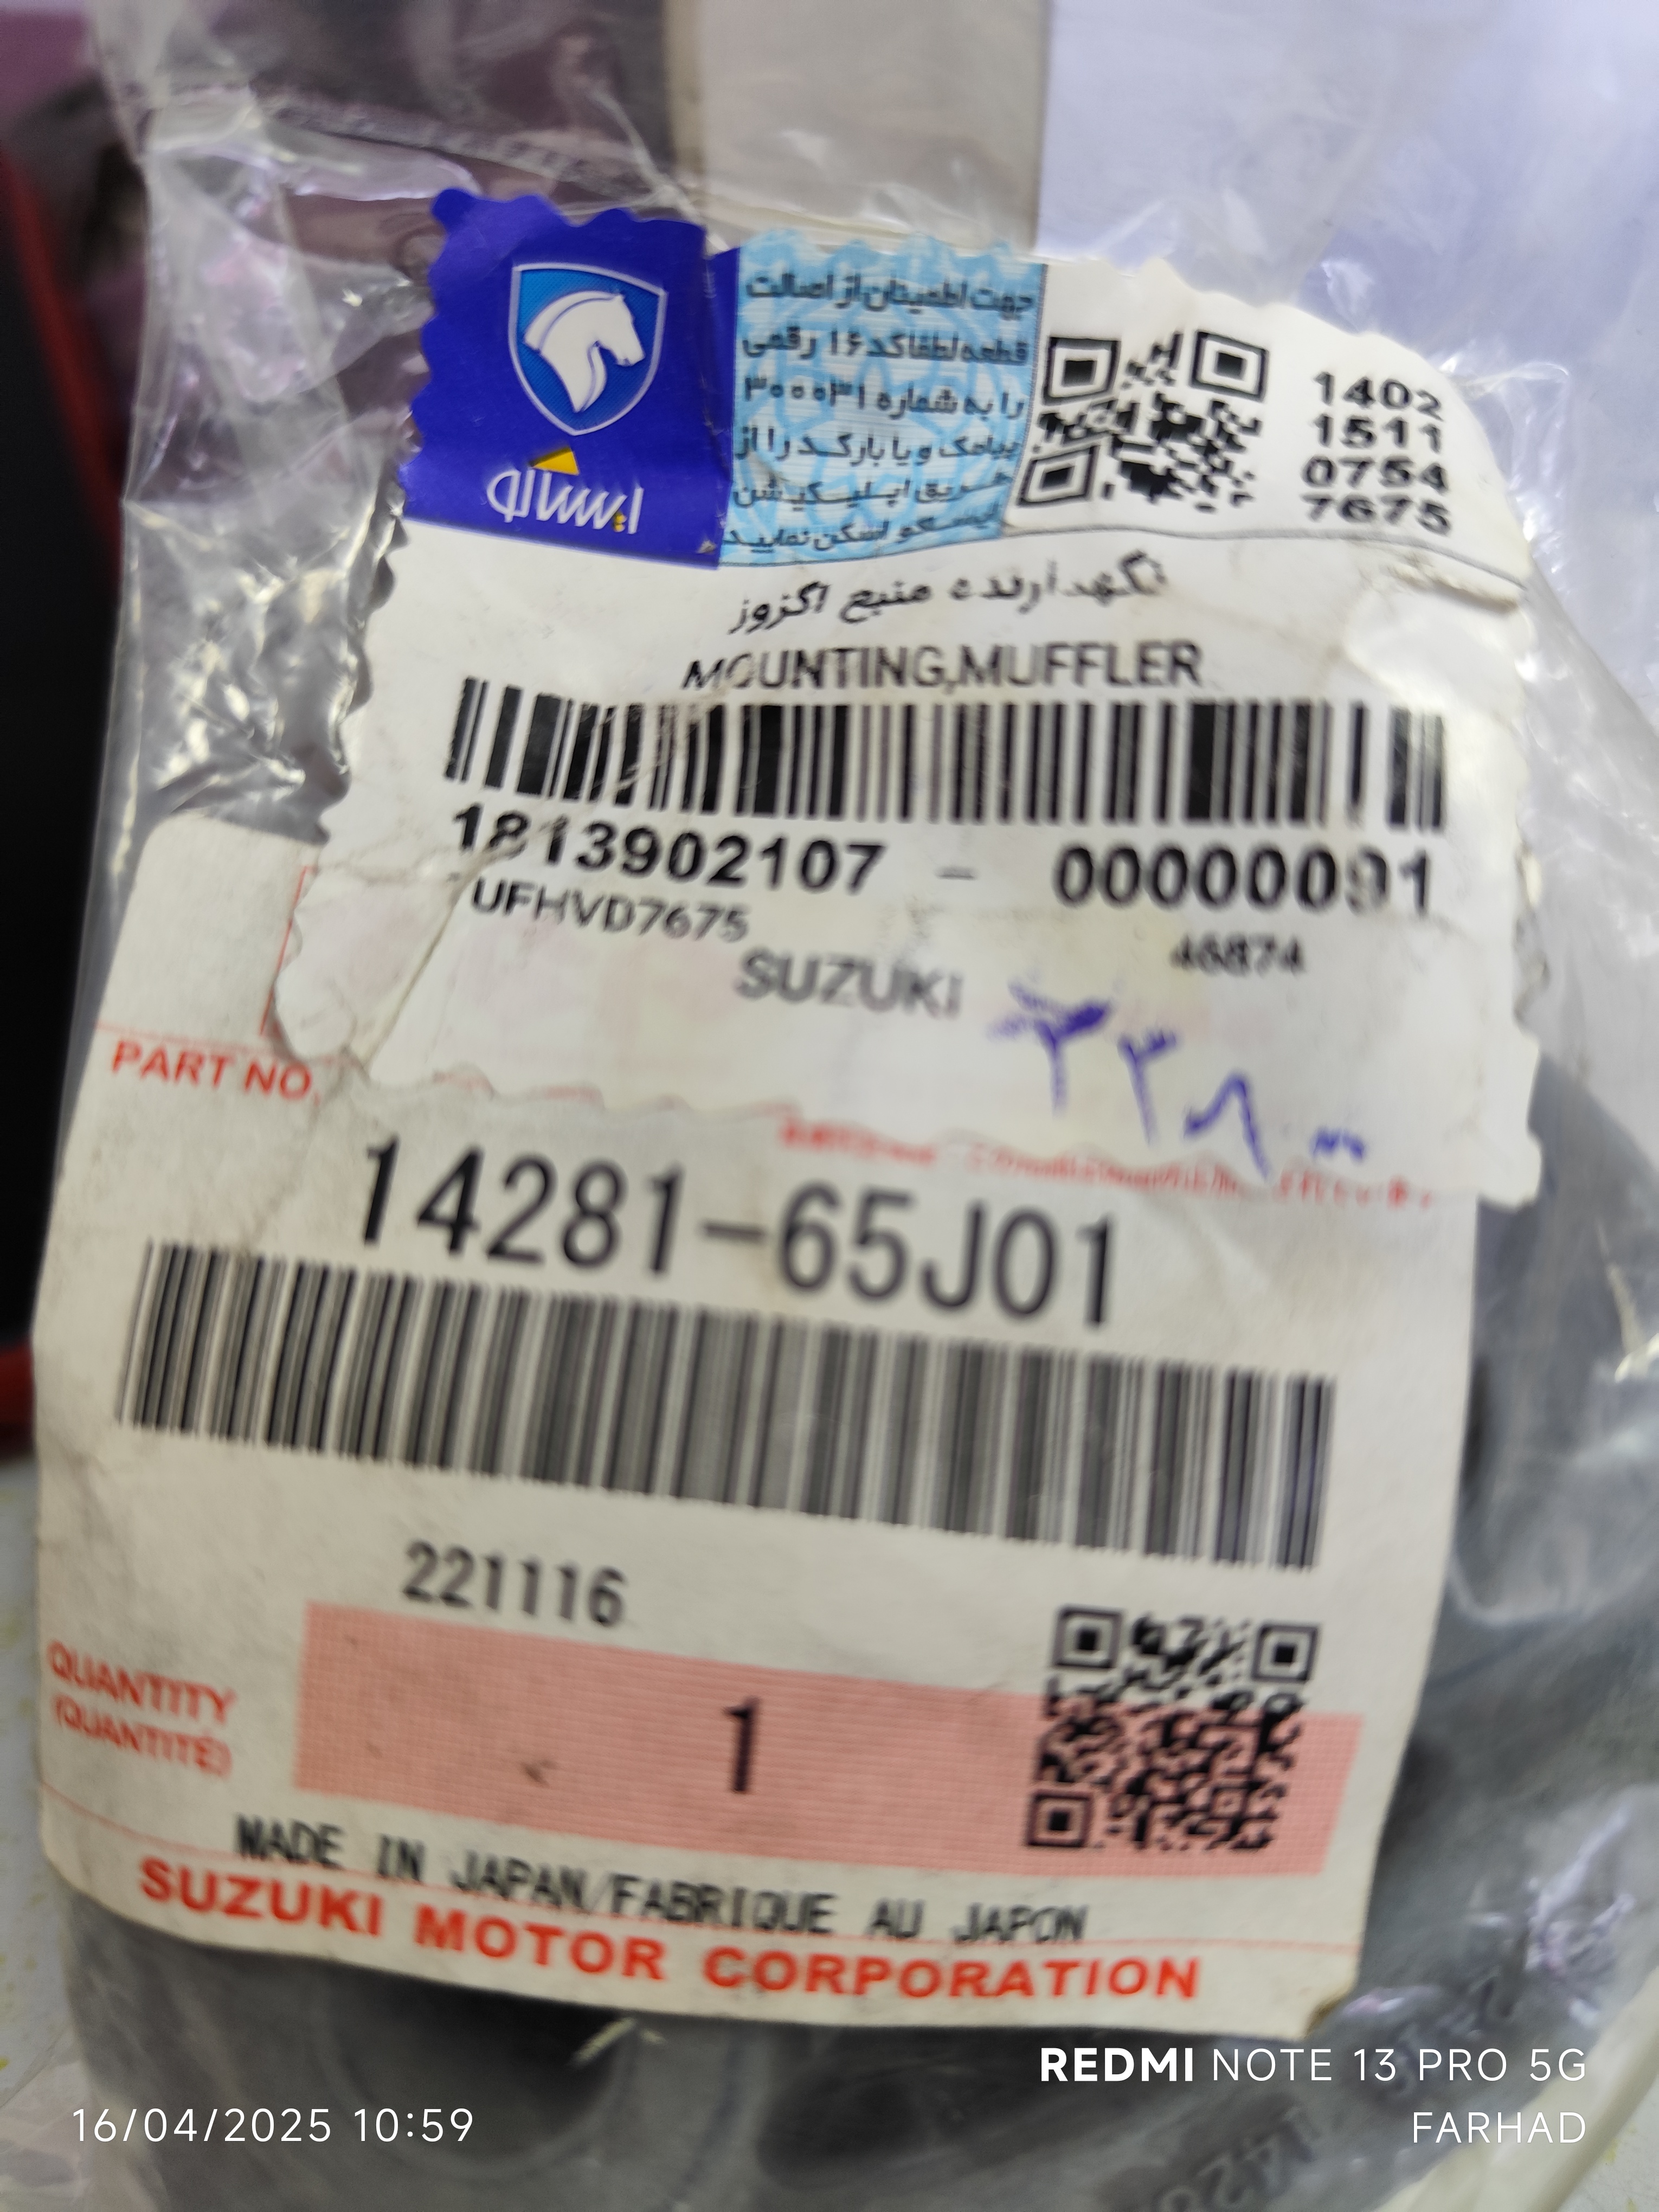 ایساکو
جهت اطمینان از اصالت
قطعه لطفا کد ۱۶ رقمی
را به شماره ۳۰۰۰۳۱
پیامک و یا بارکد را از
طریق اپلیکیشن
ایسکو اسکن نمایید
1402
1511
0754
7675
نگهدارنده منبع اگزوز
MOUNTING,MUFFLER
1813902107 - 00000091
UFHVD7675
46874
SUZUKI
PART NO.
14281-65J01
221116
QUANTITY
(QUANTITÉ)
1
MADE IN JAPAN/FABRIQUE AU JAPON
SUZUKI MOTOR CORPORATION
REDMI NOTE 13 PRO 5G
16/04/2025 10:59
FARHAD